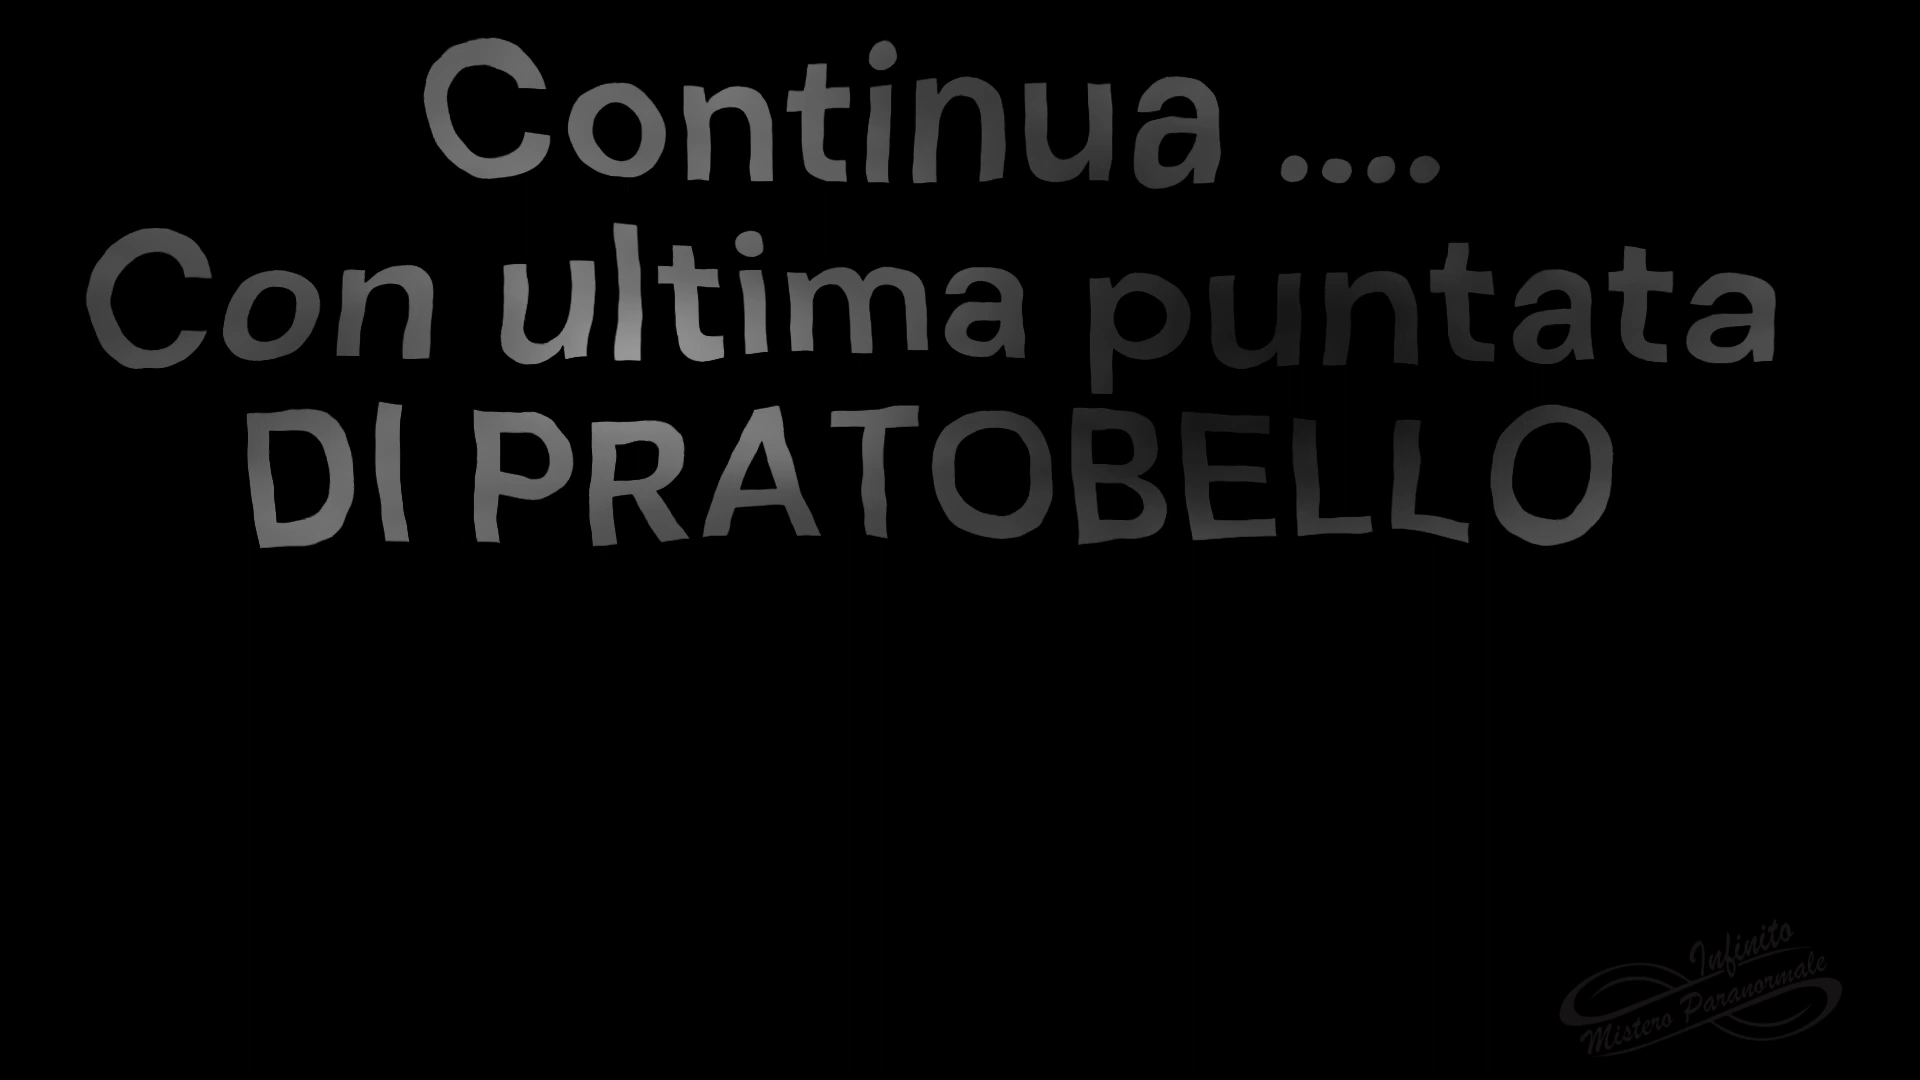 Continua ....
Con ultima puntata
DI PRATOBELLO
Infinito
Mistero Paranormale